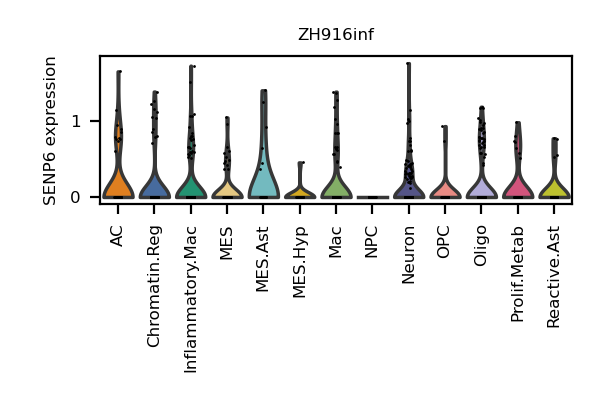 ZH916inf
SENP6 expression
1
0
AC
Chromatin.Reg
Inflammatory.Mac
MES
MES.Ast
MES.Hyp
Mac
NPC
Neuron
OPC
Oligo
Prolif.Metab
Reactive.Ast